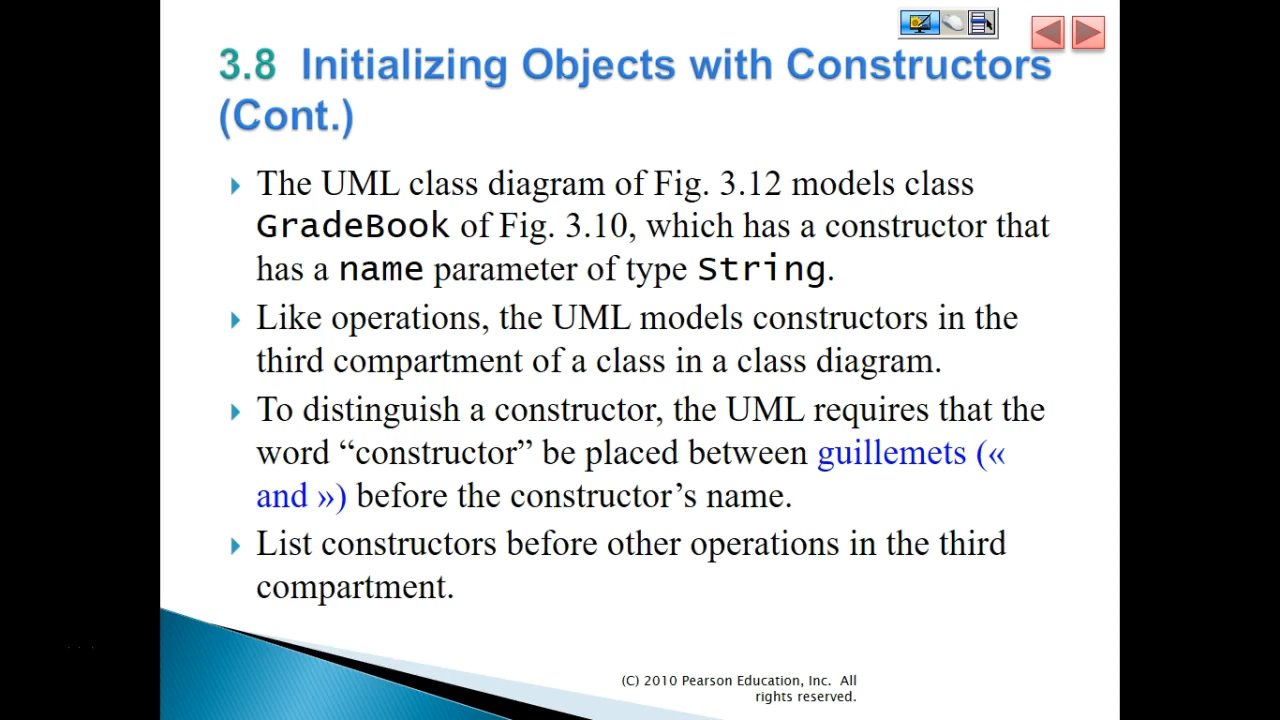 3.8 Initializing Objects with Constructors
(Cont.)
The UML class diagram of Fig. 3.12 models class
GradeBook of Fig. 3.10, which has a constructor that
has a name parameter of type String.
Like operations, the UML models constructors in the
third compartment of a class in a class diagram.
To distinguish a constructor, the UML requires that the
word “constructor” be placed between guillemets («
and ») before the constructor’s name.
List constructors before other operations in the third
compartment.
(C) 2010 Pearson Education, Inc. All
rights reserved.